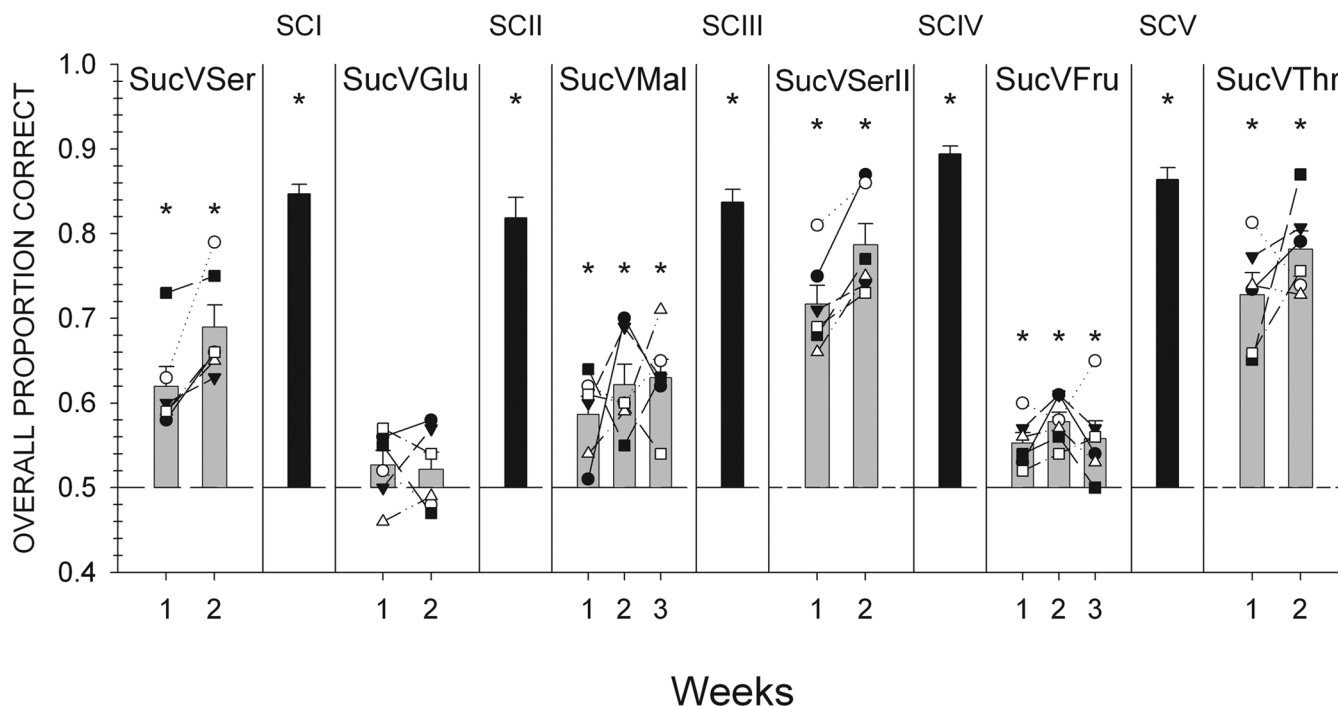 SCI SCII SCIII SCIV SCV
SucVSer SucVGlu SucVMal SucVSerII SucVFru SucVThr
OVERALL PROPORTION CORRECT
1.0
0.9
0.8
0.7
0.6
0.5
0.4
* * * * *
* * * *
* *
* * *
* * *
1 2 1 2 1 2 3 1 2 1 2 3 1 2
Weeks